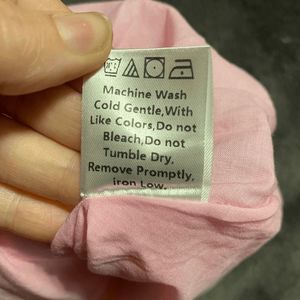 Machine Wash
Cold Gentle,With
Like Colors,Do not
Bleach,Do not
Tumble Dry,
Remove Promptly,
iron Low.